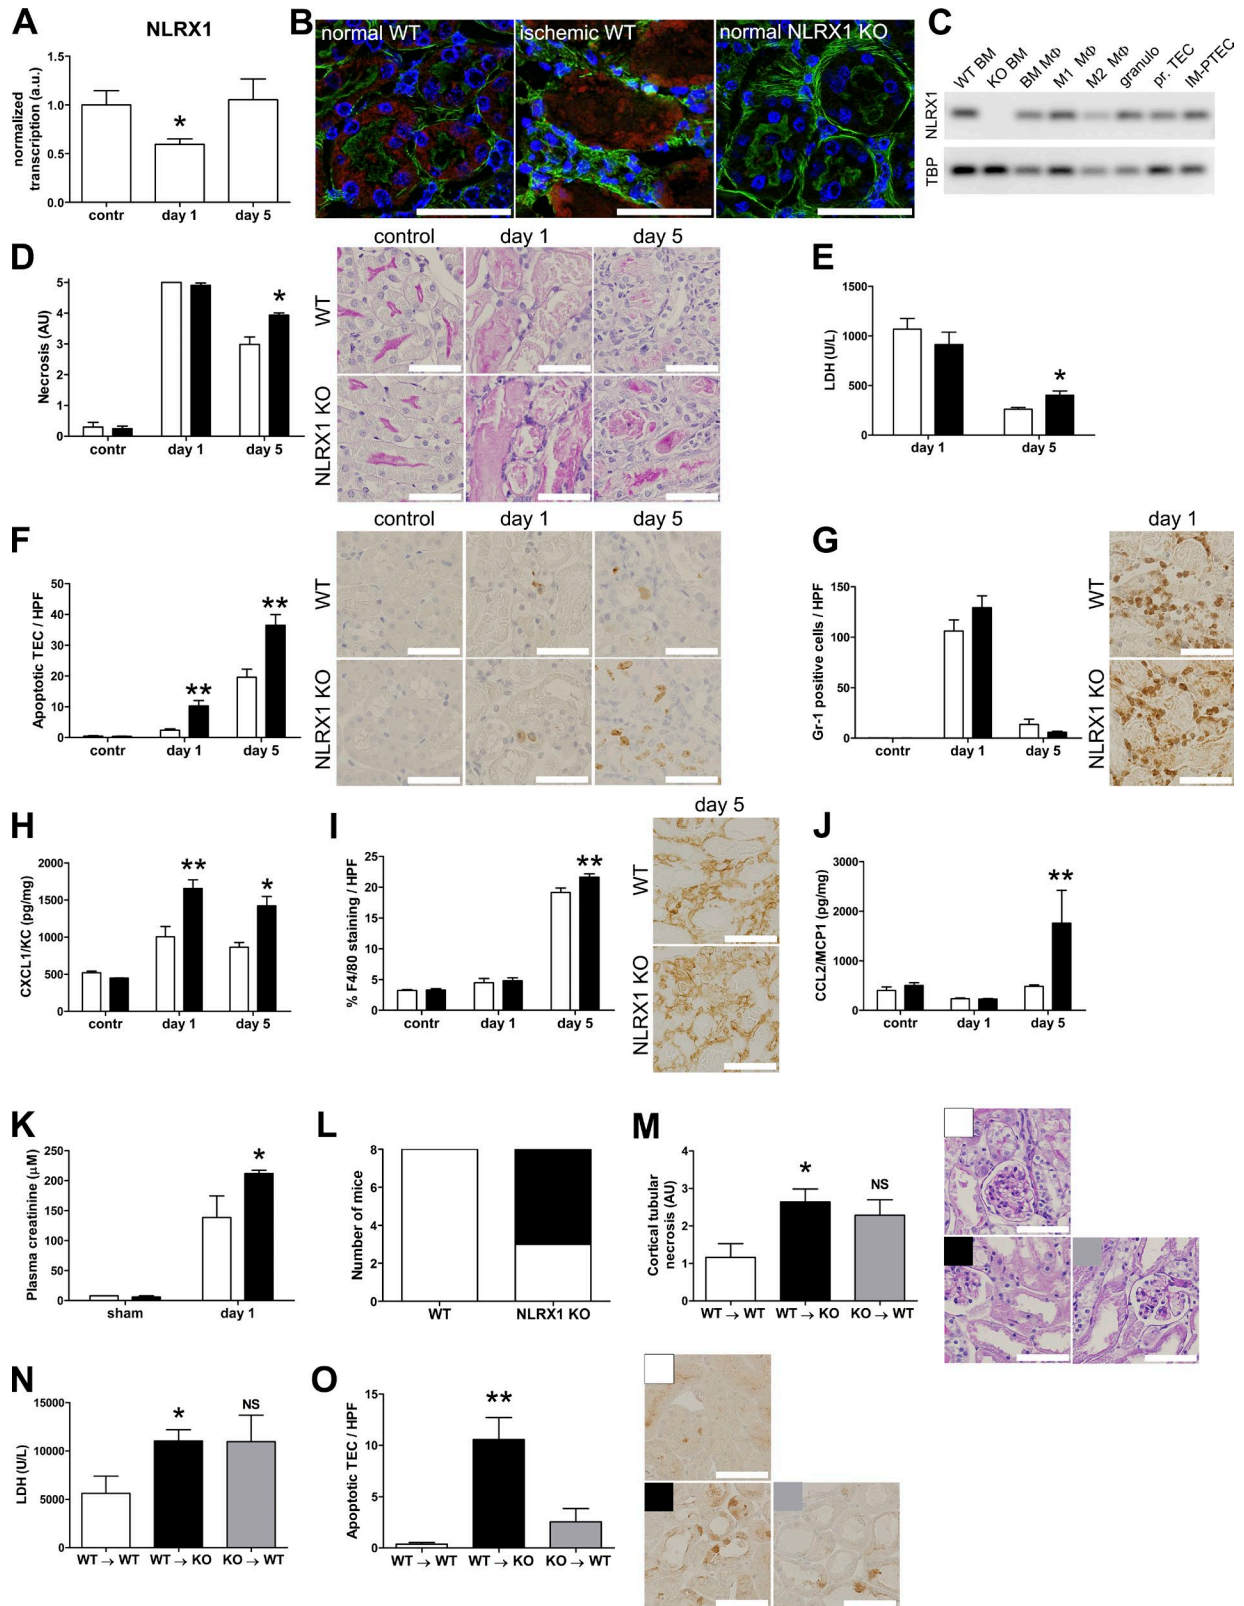 A
NLRX1
normalized
transcription (a.u.)
1.5
1.0
0.5
0.0
contr
day 1
day 5
*
B
normal WT
ischemic WT
normal NLRX1 KO
C
WT BM
KO BM
BM MΦ
M1 MΦ
M2 MΦ
granulo
pr. TEC
IM-PTEC
NLRX1
TBP
D
Necrosis (AU)
5
4
3
2
1
0
contr
day 1
day 5
*
control
day 1
day 5
WT
NLRX1 KO
E
LDH (U/L)
1500
1000
500
0
day 1
day 5
*
F
Apoptotic TEC / HPF
50
40
30
20
10
0
contr
day 1
day 5
**
**
control
day 1
day 5
WT
NLRX1 KO
G
Gr-1 positive cells / HPF
150
100
50
0
contr
day 1
day 5
day 1
WT
NLRX1 KO
H
CXCL1/KC (pg/mg)
2000
1500
1000
500
0
contr
day 1
day 5
**
*
I
% F4/80 staining / HPF
25
20
15
10
5
0
contr
day 1
day 5
**
day 5
WT
NLRX1 KO
J
CCL2/MCP1 (pg/mg)
3000
2000
1000
0
contr
day 1
day 5
**
K
Plasma creatinine (µM)
250
200
150
100
50
0
sham
day 1
*
L
Number of mice
8
6
4
2
0
WT
NLRX1 KO
M
Cortical tubular
necrosis (AU)
4
3
2
1
0
WT → WT
WT → KO
KO → WT
*
NS
N
LDH (U/L)
15000
10000
5000
0
WT → WT
WT → KO
KO → WT
*
NS
O
Apoptotic TEC / HPF
15
10
5
0
WT → WT
WT → KO
KO → WT
**